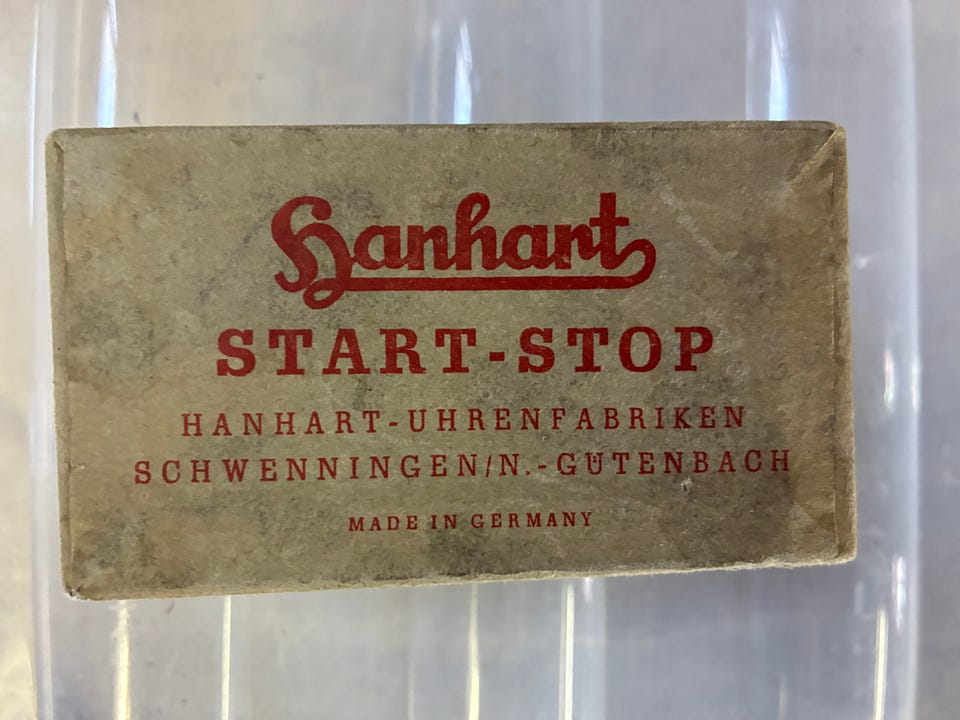 Hanhart
START-STOP
HANHART-UHRENFABRIKEN
SCHWENNINGEN/N.-GÜTENBACH
MADE IN GERMANY